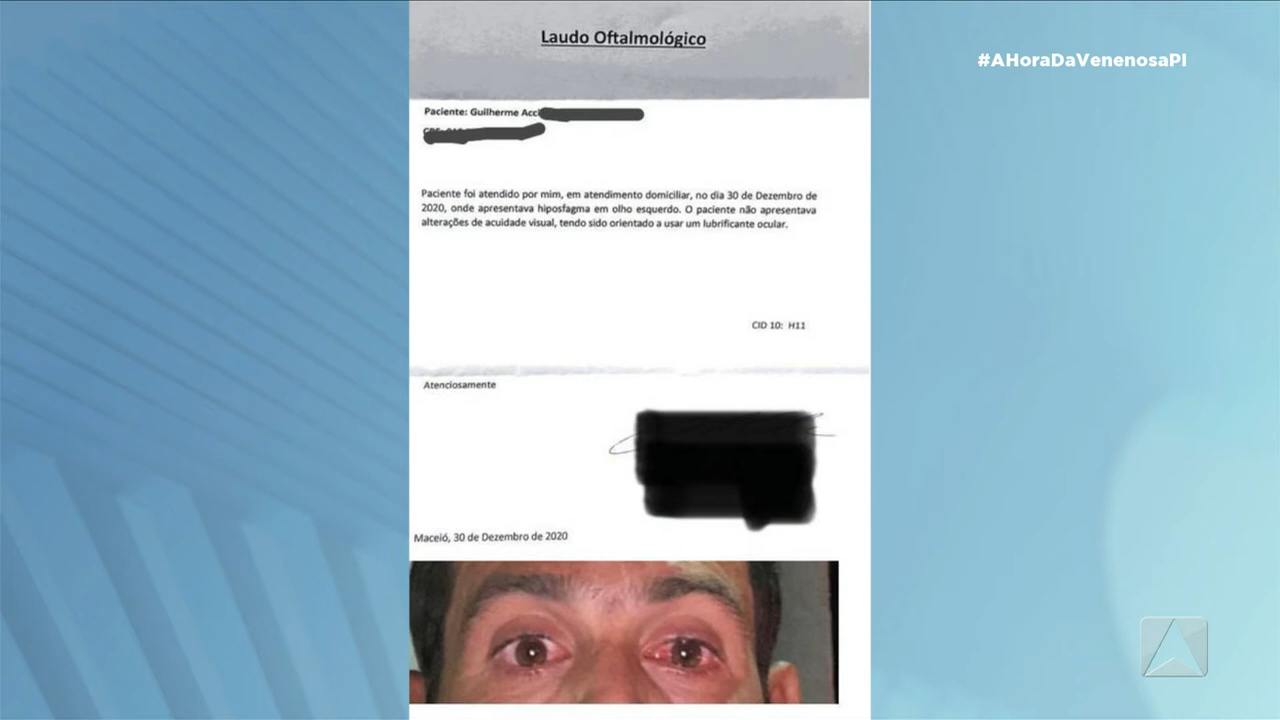 Laudo Oftalmológico
#AHoraDaVenenosaPI
Paciente: Guilherme
Paciente foi atendido por mim, em atendimento domiciliar, no dia 30 de Dezembro de
2020, onde apresentava hiposfagma em olho esquerdo. O paciente não apresentava
alterações de acuidade visual, tendo sido orientado a usar um lubrificante ocular.
CID 10: H11
Atenciosamente
Maceió, 30 de Dezembro de 2020